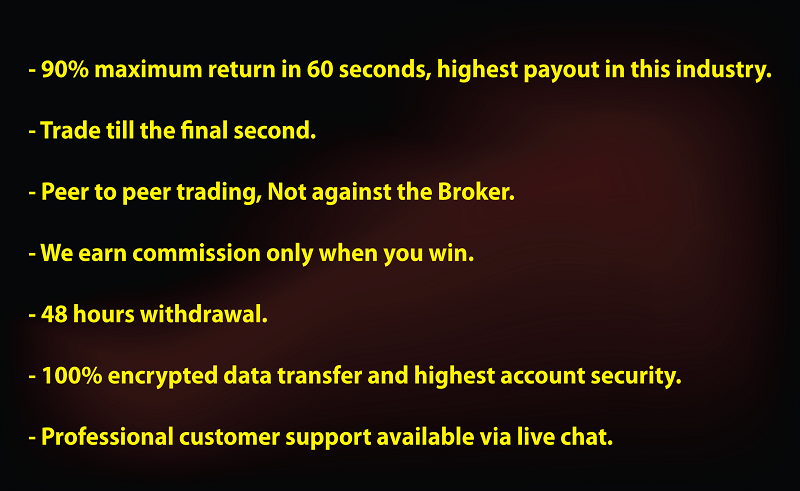 - 90% maximum return in 60 seconds, highest payout in this industry.
- Trade till the final second.
- Peer to peer trading, Not against the Broker.
- We earn commission only when you win.
- 48 hours withdrawal.
- 100% encrypted data transfer and highest account security.
- Professional customer support available via live chat.